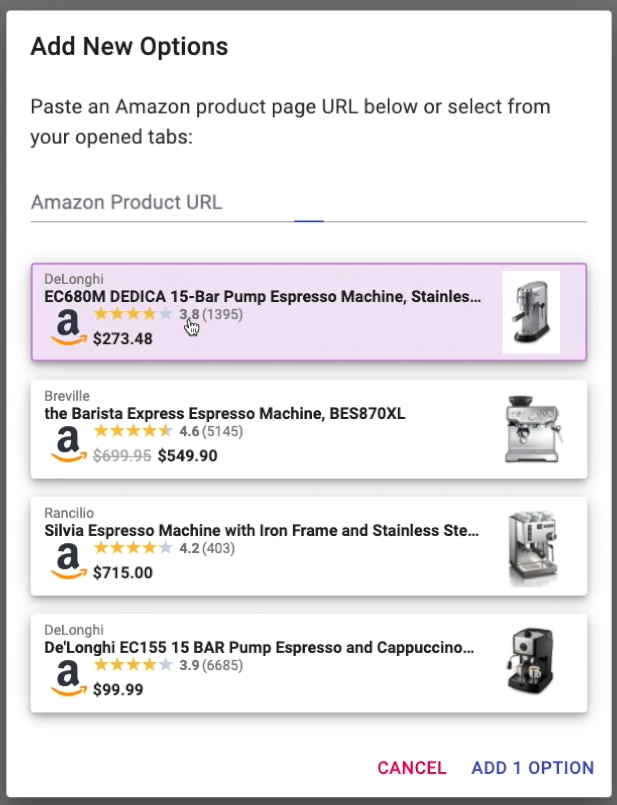 Add New Options
Paste an Amazon product page URL below or select from
your opened tabs:
Amazon Product URL
DeLonghi
EC680M DEDICA 15-Bar Pump Espresso Machine, Stainles...
a
3.8 (1395)
$273.48
Breville
the Barista Express Espresso Machine, BES870XL
a
4.6 (5145)
$699.95 $549.90
Rancilio
Silvia Espresso Machine with Iron Frame and Stainless Ste...
a
4.2 (403)
$715.00
DeLonghi
De'Longhi EC155 15 BAR Pump Espresso and Cappuccino...
a
3.9 (6685)
$99.99
CANCEL ADD 1 OPTION